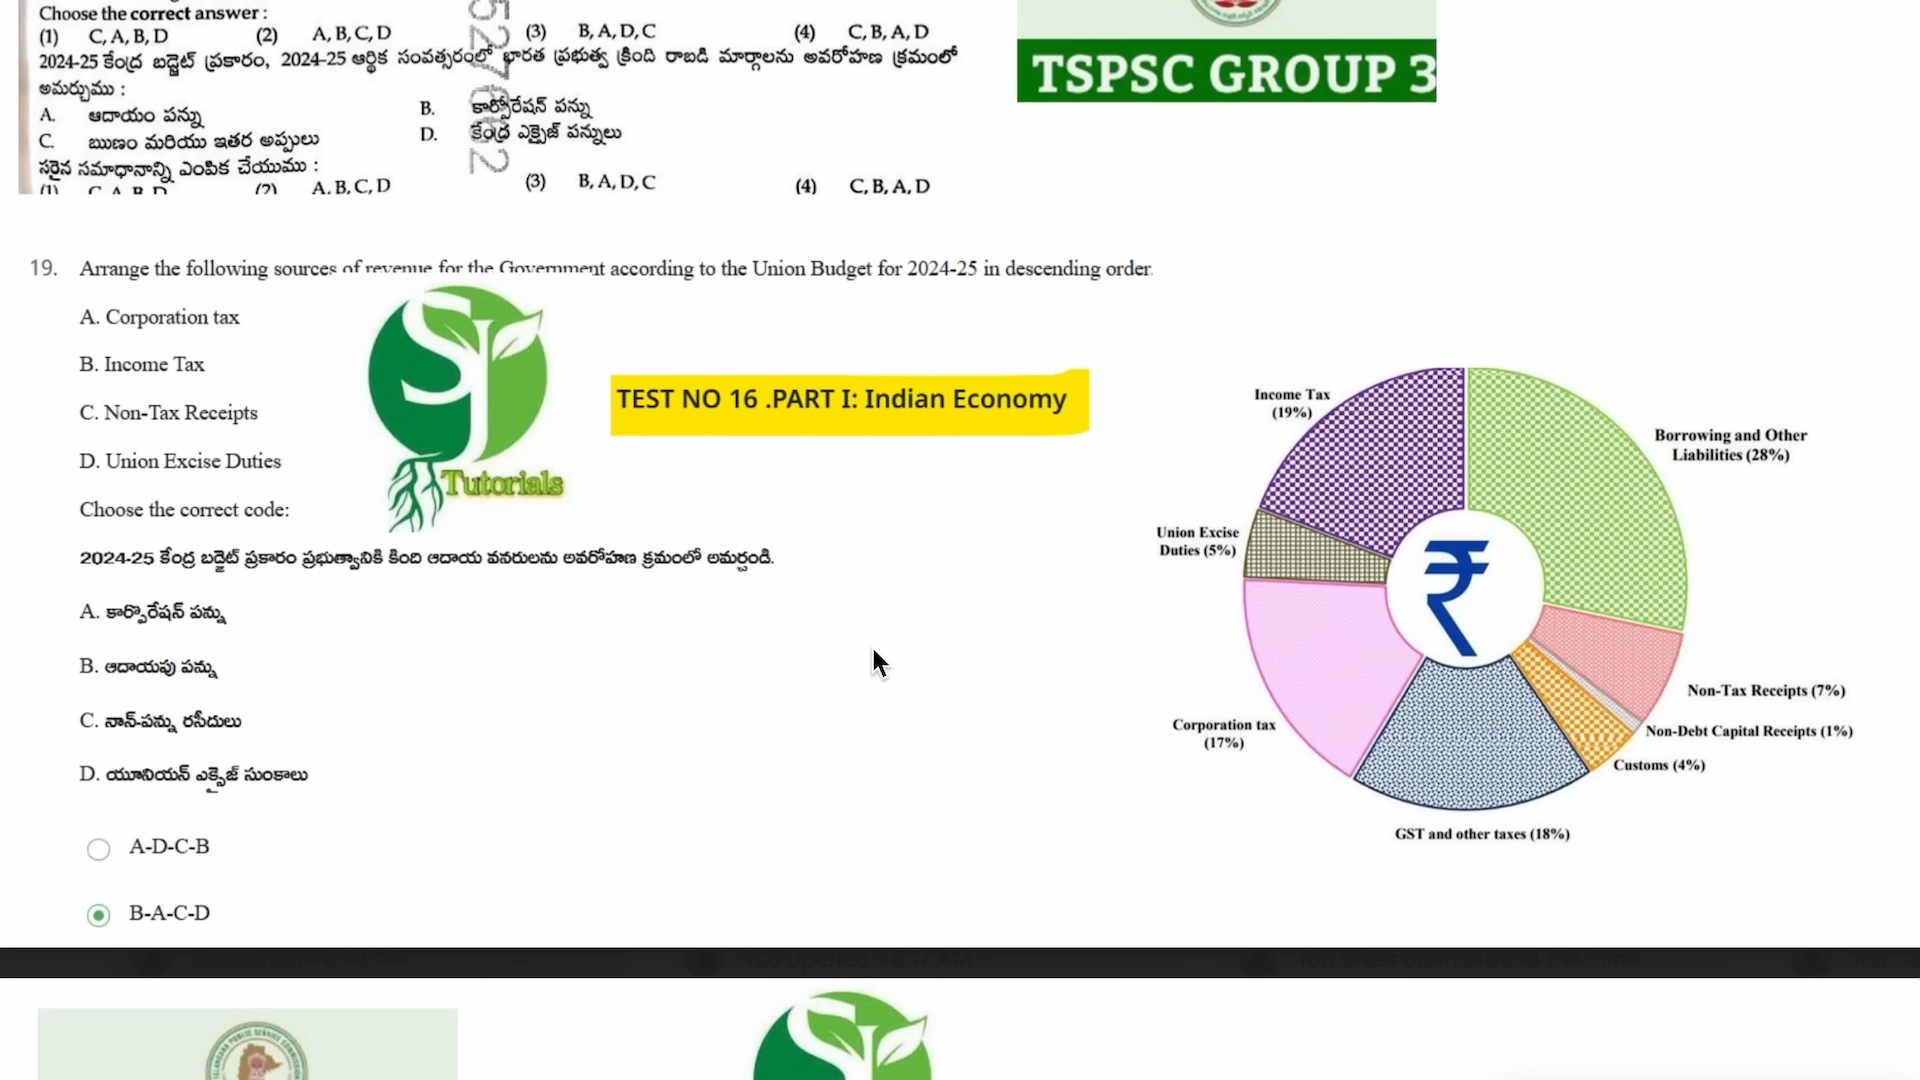 Choose the correct answer :
(1) C, A, B, D (2) A, B, C, D (3) B, A, D, C (4) C, B, A, D
2024-25 కేంద్ర బడ్జెట్ ప్రకారం, 2024-25 ఆర్థిక సంవత్సరంలో భారత ప్రభుత్వ క్రింది రాబడి మార్గాలను అవరోహణ క్రమంలో
అమర్చుము :
A. ఆదాయం పన్ను B. కార్పోరేషన్ పన్ను
C. ఋణం మరియు ఇతర అప్పులు D. కేంద్ర ఎక్సైజ్ పన్నులు
సరైన సమాధానాన్ని ఎంపిక చేయుము :
(1) C, A, B, D (2) A, B, C, D (3) B, A, D, C (4) C, B, A, D
TSPSC GROUP 3
19. Arrange the following sources of revenue for the Government according to the Union Budget for 2024-25 in descending order.
A. Corporation tax
B. Income Tax
C. Non-Tax Receipts
D. Union Excise Duties
Choose the correct code:
SJ
Tutorials
TEST NO 16 .PART I: Indian Economy
2024-25 కేంద్ర బడ్జెట్ ప్రకారం ప్రభుత్వానికి కింది ఆదాయ వనరులను అవరోహణ క్రమంలో అమర్చండి.
A. కార్పొరేషన్ పన్ను
B. ఆదాయపు పన్ను
C. నాన్-పన్ను రసీదులు
D. యూనియన్ ఎక్సైజ్ సుంకాలు
A-D-C-B
B-A-C-D
Income Tax
(19%)
Borrowing and Other
Liabilities (28%)
Union Excise
Duties (5%)
₹
Non-Tax Receipts (7%)
Corporation tax
(17%)
Non-Debt Capital Receipts (1%)
Customs (4%)
GST and other taxes (18%)